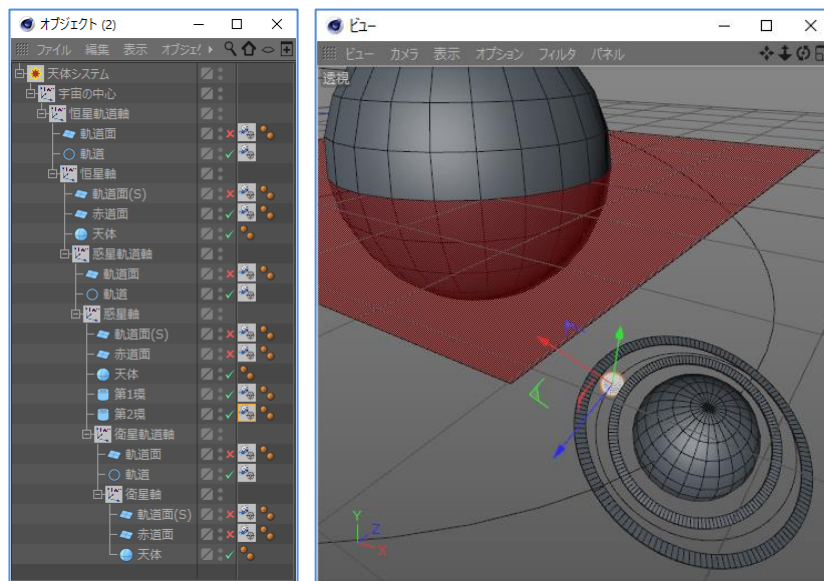 オブジェクト (2)
ファイル 編集 表示
天体システム
宇宙の中心
恒星軌道軸
軌道面
軌道
恒星軸
軌道面(S)
赤道面
天体
惑星軌道軸
軌道面
軌道
惑星軸
軌道面(S)
赤道面
天体
第1環
第2環
衛星軌道軸
軌道面
軌道
衛星軸
軌道面(S)
赤道面
天体
ビュー
ビュー カメラ 表示 オプション フィルタ パネル
透視
Y
Z
X